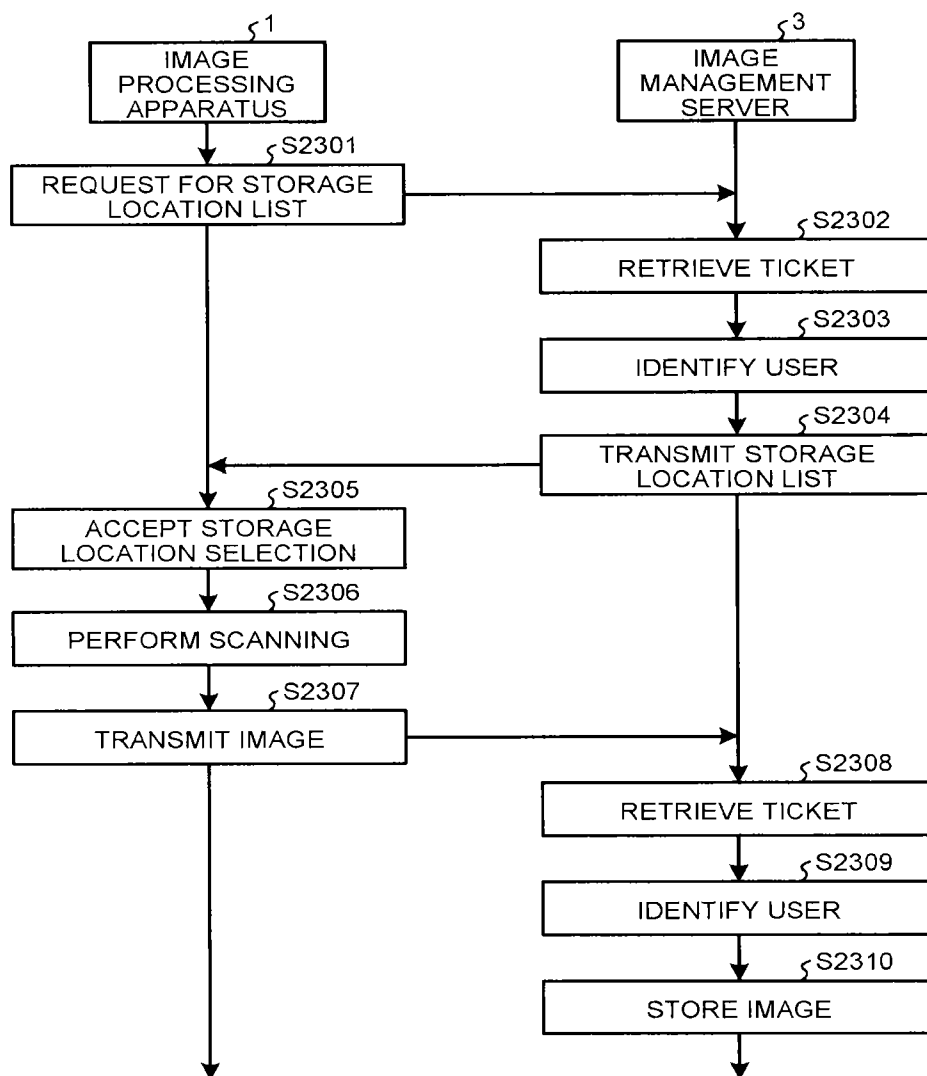 1
IMAGE
PROCESSING
APPARATUS
3
IMAGE
MANAGEMENT
SERVER
S2301
REQUEST FOR STORAGE
LOCATION LIST
S2302
RETRIEVE TICKET
S2303
IDENTIFY USER
S2304
TRANSMIT STORAGE
LOCATION LIST
S2305
ACCEPT STORAGE
LOCATION SELECTION
S2306
PERFORM SCANNING
S2307
TRANSMIT IMAGE
S2308
RETRIEVE TICKET
S2309
IDENTIFY USER
S2310
STORE IMAGE